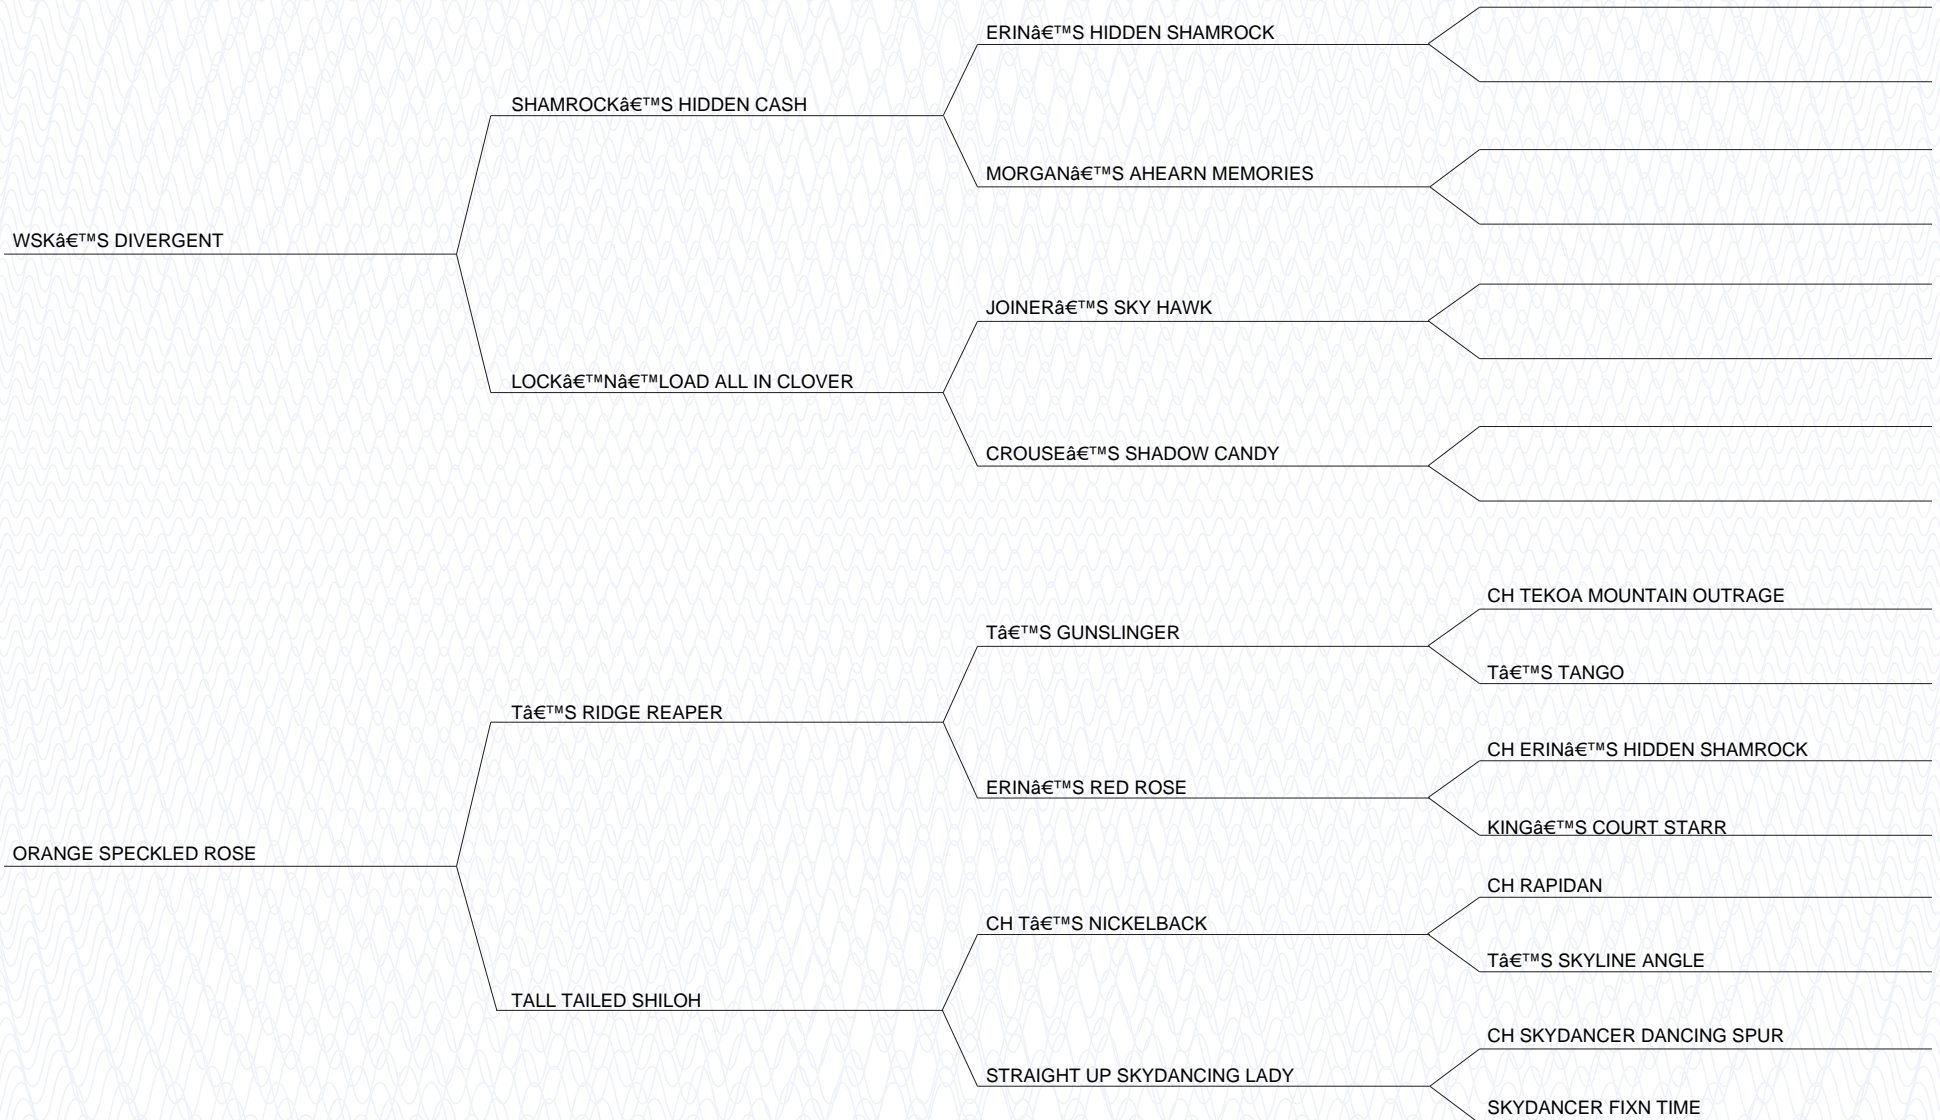 ERINâ€™S HIDDEN SHAMROCK
SHAMROCKâ€™S HIDDEN CASH
MORGANâ€™S AHEARN MEMORIES
WSKâ€™S DIVERGENT
JOINERâ€™S SKY HAWK
LOCKâ€™Nâ€™LOAD ALL IN CLOVER
CROUSEâ€™S SHADOW CANDY
CH TEKOA MOUNTAIN OUTRAGE
Tâ€™S GUNSLINGER
Tâ€™S TANGO
Tâ€™S RIDGE REAPER
CH ERINâ€™S HIDDEN SHAMROCK
ERINâ€™S RED ROSE
KINGâ€™S COURT STARR
ORANGE SPECKLED ROSE
CH RAPIDAN
CH Tâ€™S NICKELBACK
Tâ€™S SKYLINE ANGLE
TALL TAILED SHILOH
CH SKYDANCER DANCING SPUR
STRAIGHT UP SKYDANCING LADY
SKYDANCER FIXN TIME